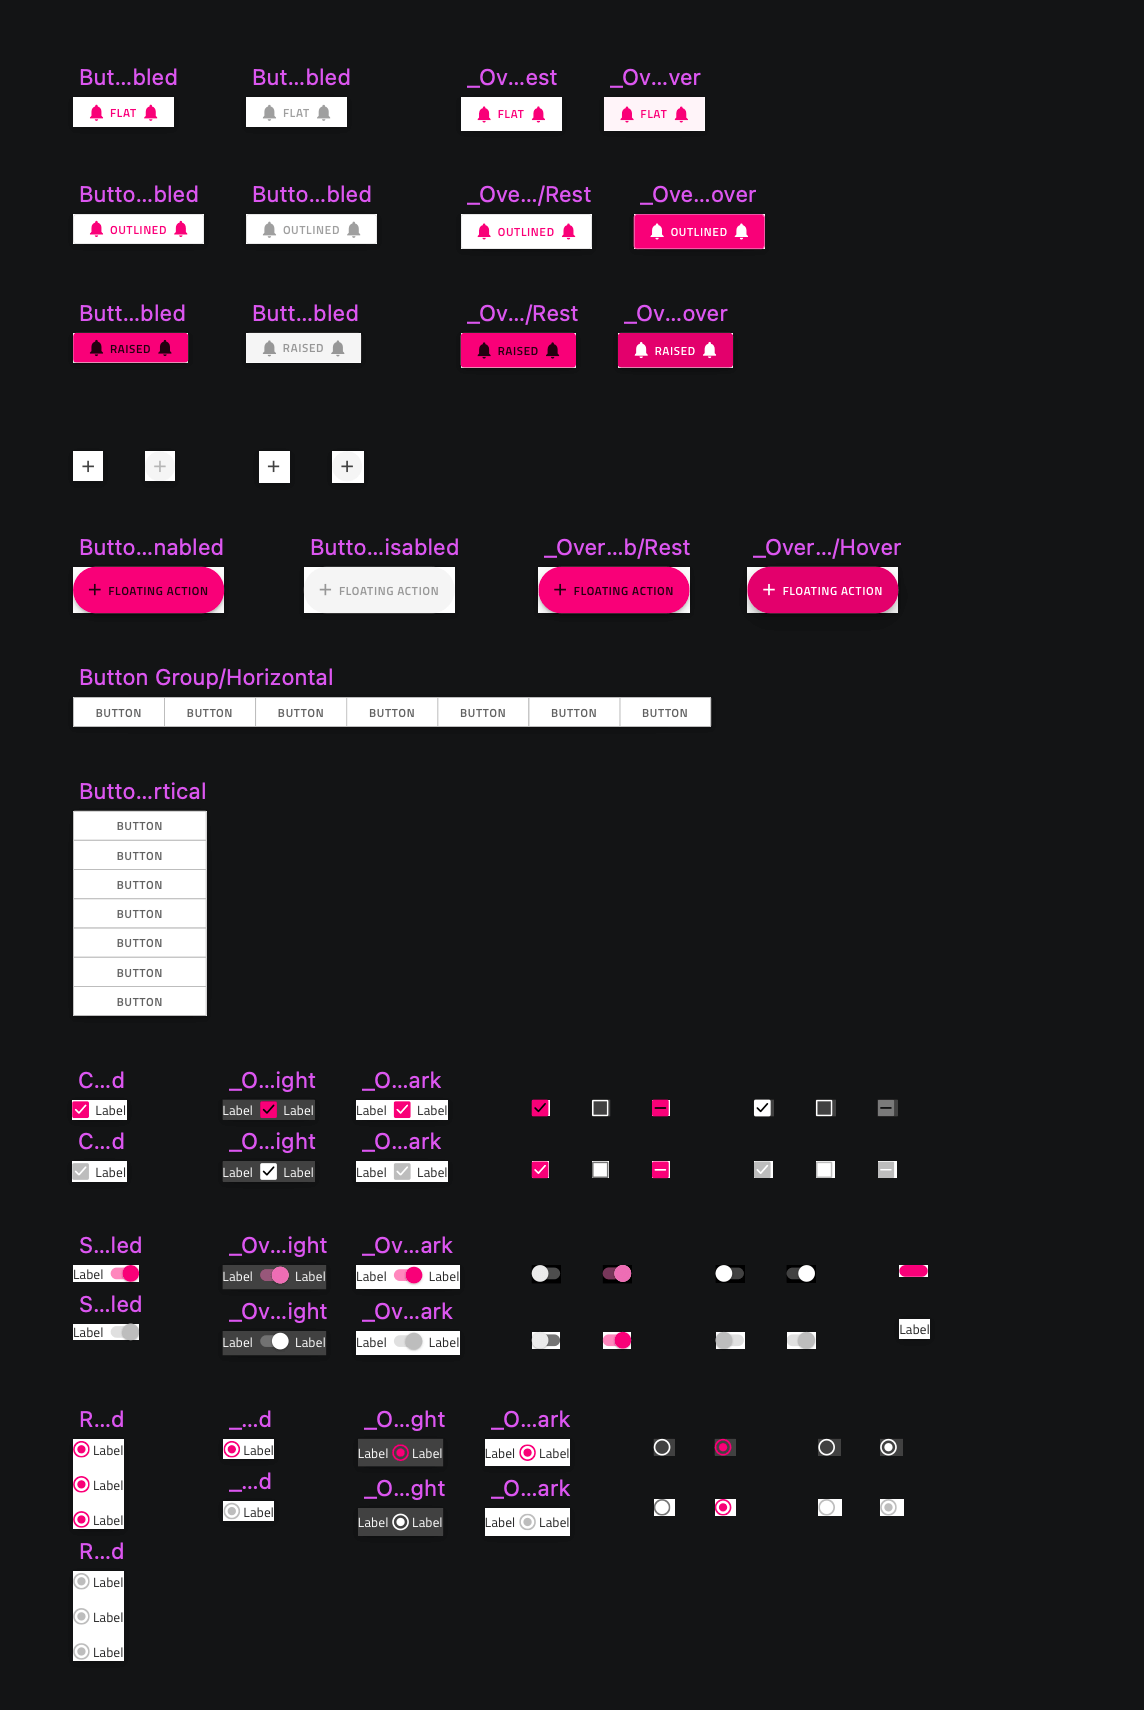 But...bled But...bled _Ov...est _Ov...ver
FLAT FLAT FLAT FLAT
Butto...bled Butto...bled _Ove.../Rest _Ove...over
OUTLINED OUTLINED OUTLINED OUTLINED
Butt...bled Butt...bled _Ov.../Rest _Ov...over
RAISED RAISED RAISED RAISED
Butto...nabled Butto...isabled _Over...b/Rest _Over.../Hover
FLOATING ACTION FLOATING ACTION FLOATING ACTION FLOATING ACTION
Button Group/Horizontal
BUTTON BUTTON BUTTON BUTTON BUTTON BUTTON BUTTON
Butto...rtical
BUTTON
BUTTON
BUTTON
BUTTON
BUTTON
BUTTON
BUTTON
C...d _O...ight _O...ark
Label Label Label Label Label
C...d _O...ight _O...ark
Label Label Label Label Label
S...led _Ov...ight _Ov...ark
Label Label Label Label Label
S...led _Ov...ight _Ov...ark
Label Label Label Label Label Label
R...d _...d _O...ght _O...ark
Label Label Label Label Label Label
_...d _O...ght _O...ark
Label
Label Label Label Label Label
Label
R...d
Label
Label
Label